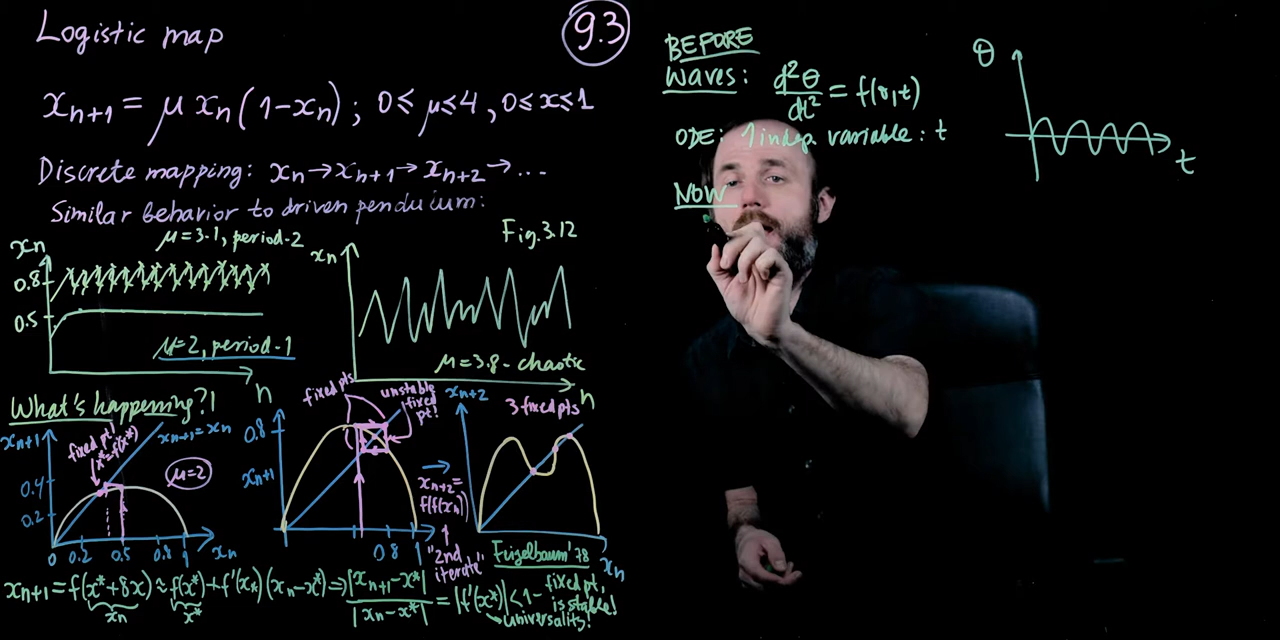 Logistic map
9.3
xₙ₊₁ = μ xₙ (1-xₙ) ; 0 ≤ μ ≤ 4 , 0 ≤ x ≤ 1
Discrete mapping: xₙ → xₙ₊₁ → xₙ₊₂ → ...
Similar behavior to driven pendulum:
xₙ
μ=3.1, period-2
0.8
0.5
μ=2, period-1
n
Fig. 3.12
xₙ
μ=3.8 - chaotic
n
What's happening?!
xₙ₊₁
fixed pt!
x*=f(x*)
xₙ₊₁=xₙ
μ=2
0.4
0.2
0 0.2 0.5 0.8 1 xₙ
fixed pts
unstable
fixed
pt!
0.8
xₙ₊₁
0.8 1
→
xₙ₊₂=
f(f(xₙ))
↑
"2nd
iterate"
xₙ₊₂
3 fixed pts
xₙ
Feigelbaum '78
xₙ₊₁ = f(x*+δx) ≈ f(x*) + f'(x*)(xₙ-x*) ⇒ |xₙ₊₁-x*| / |xₙ-x*| = |f'(x*)| < 1 - fixed pt,
is stable!
xₙ
x*
→ universality!
BEFORE
Waves: d²θ/dt² = f(v,t)
ODE: 1 indep. variable: t
NOW
θ
t